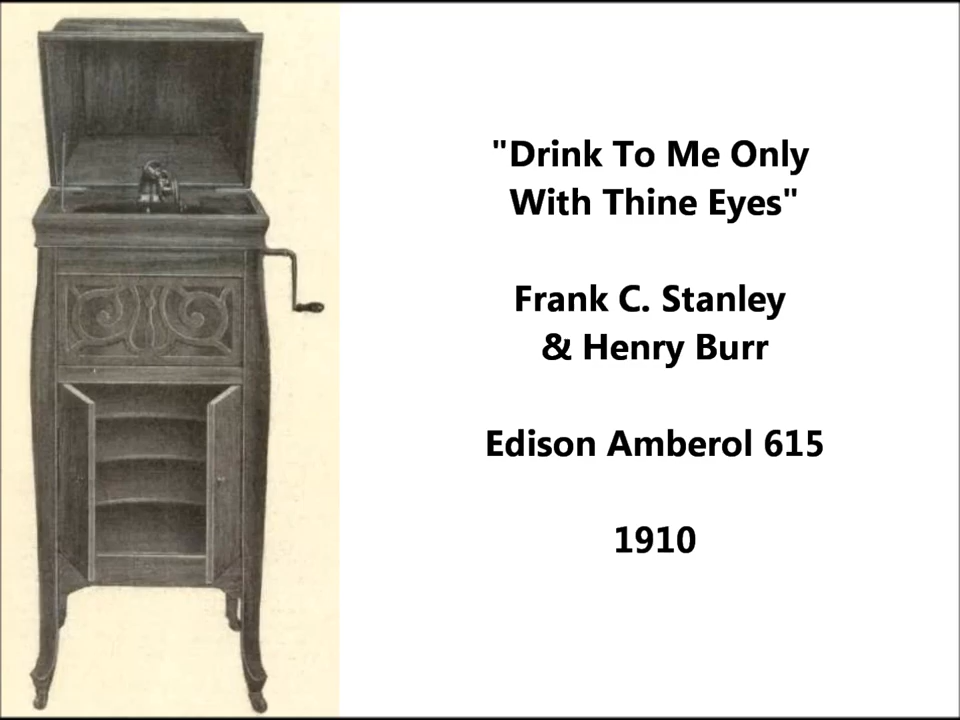 "Drink To Me Only
With Thine Eyes"
Frank C. Stanley
& Henry Burr
Edison Amberol 615
1910